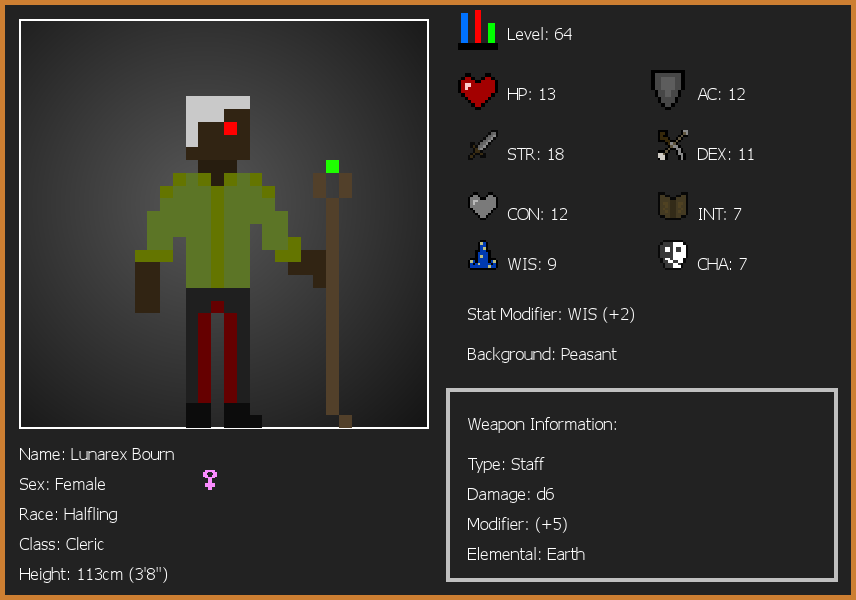 Level: 64
HP: 13
AC: 12
STR: 18
DEX: 11
CON: 12
INT: 7
WIS: 9
CHA: 7
Stat Modifier: WIS (+2)
Background: Peasant
Weapon Information:
Type: Staff
Damage: d6
Modifier: (+5)
Elemental: Earth
Name: Lunarex Bourn
Sex: Female
Race: Halfling
Class: Cleric
Height: 113cm (3'8")